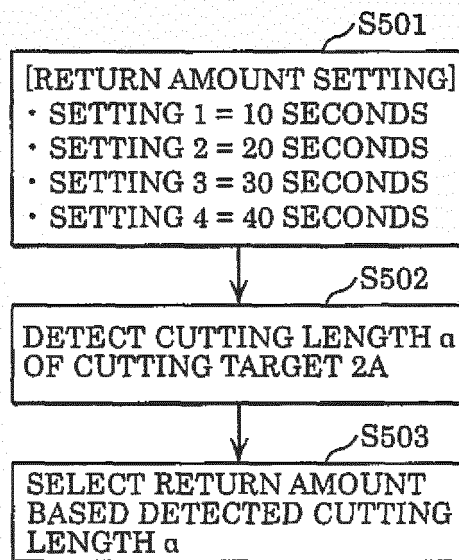 S501
[RETURN AMOUNT SETTING]
· SETTING 1 = 10 SECONDS
· SETTING 2 = 20 SECONDS
· SETTING 3 = 30 SECONDS
· SETTING 4 = 40 SECONDS
S502
DETECT CUTTING LENGTH α
OF CUTTING TARGET 2A
S503
SELECT RETURN AMOUNT
BASED DETECTED CUTTING
LENGTH α